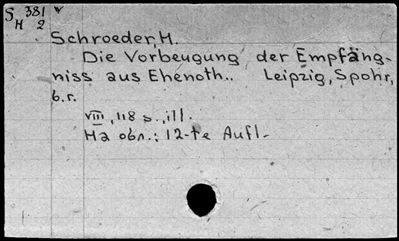 S 381
H 2
Schroeder, H.
Die Vorbeugung der Empfäng-
niss aus Ehenoth.. Leipzig, Spohr,
б.г.
VIII, 118 s., ill.
На обл.: 12-te Aufl.